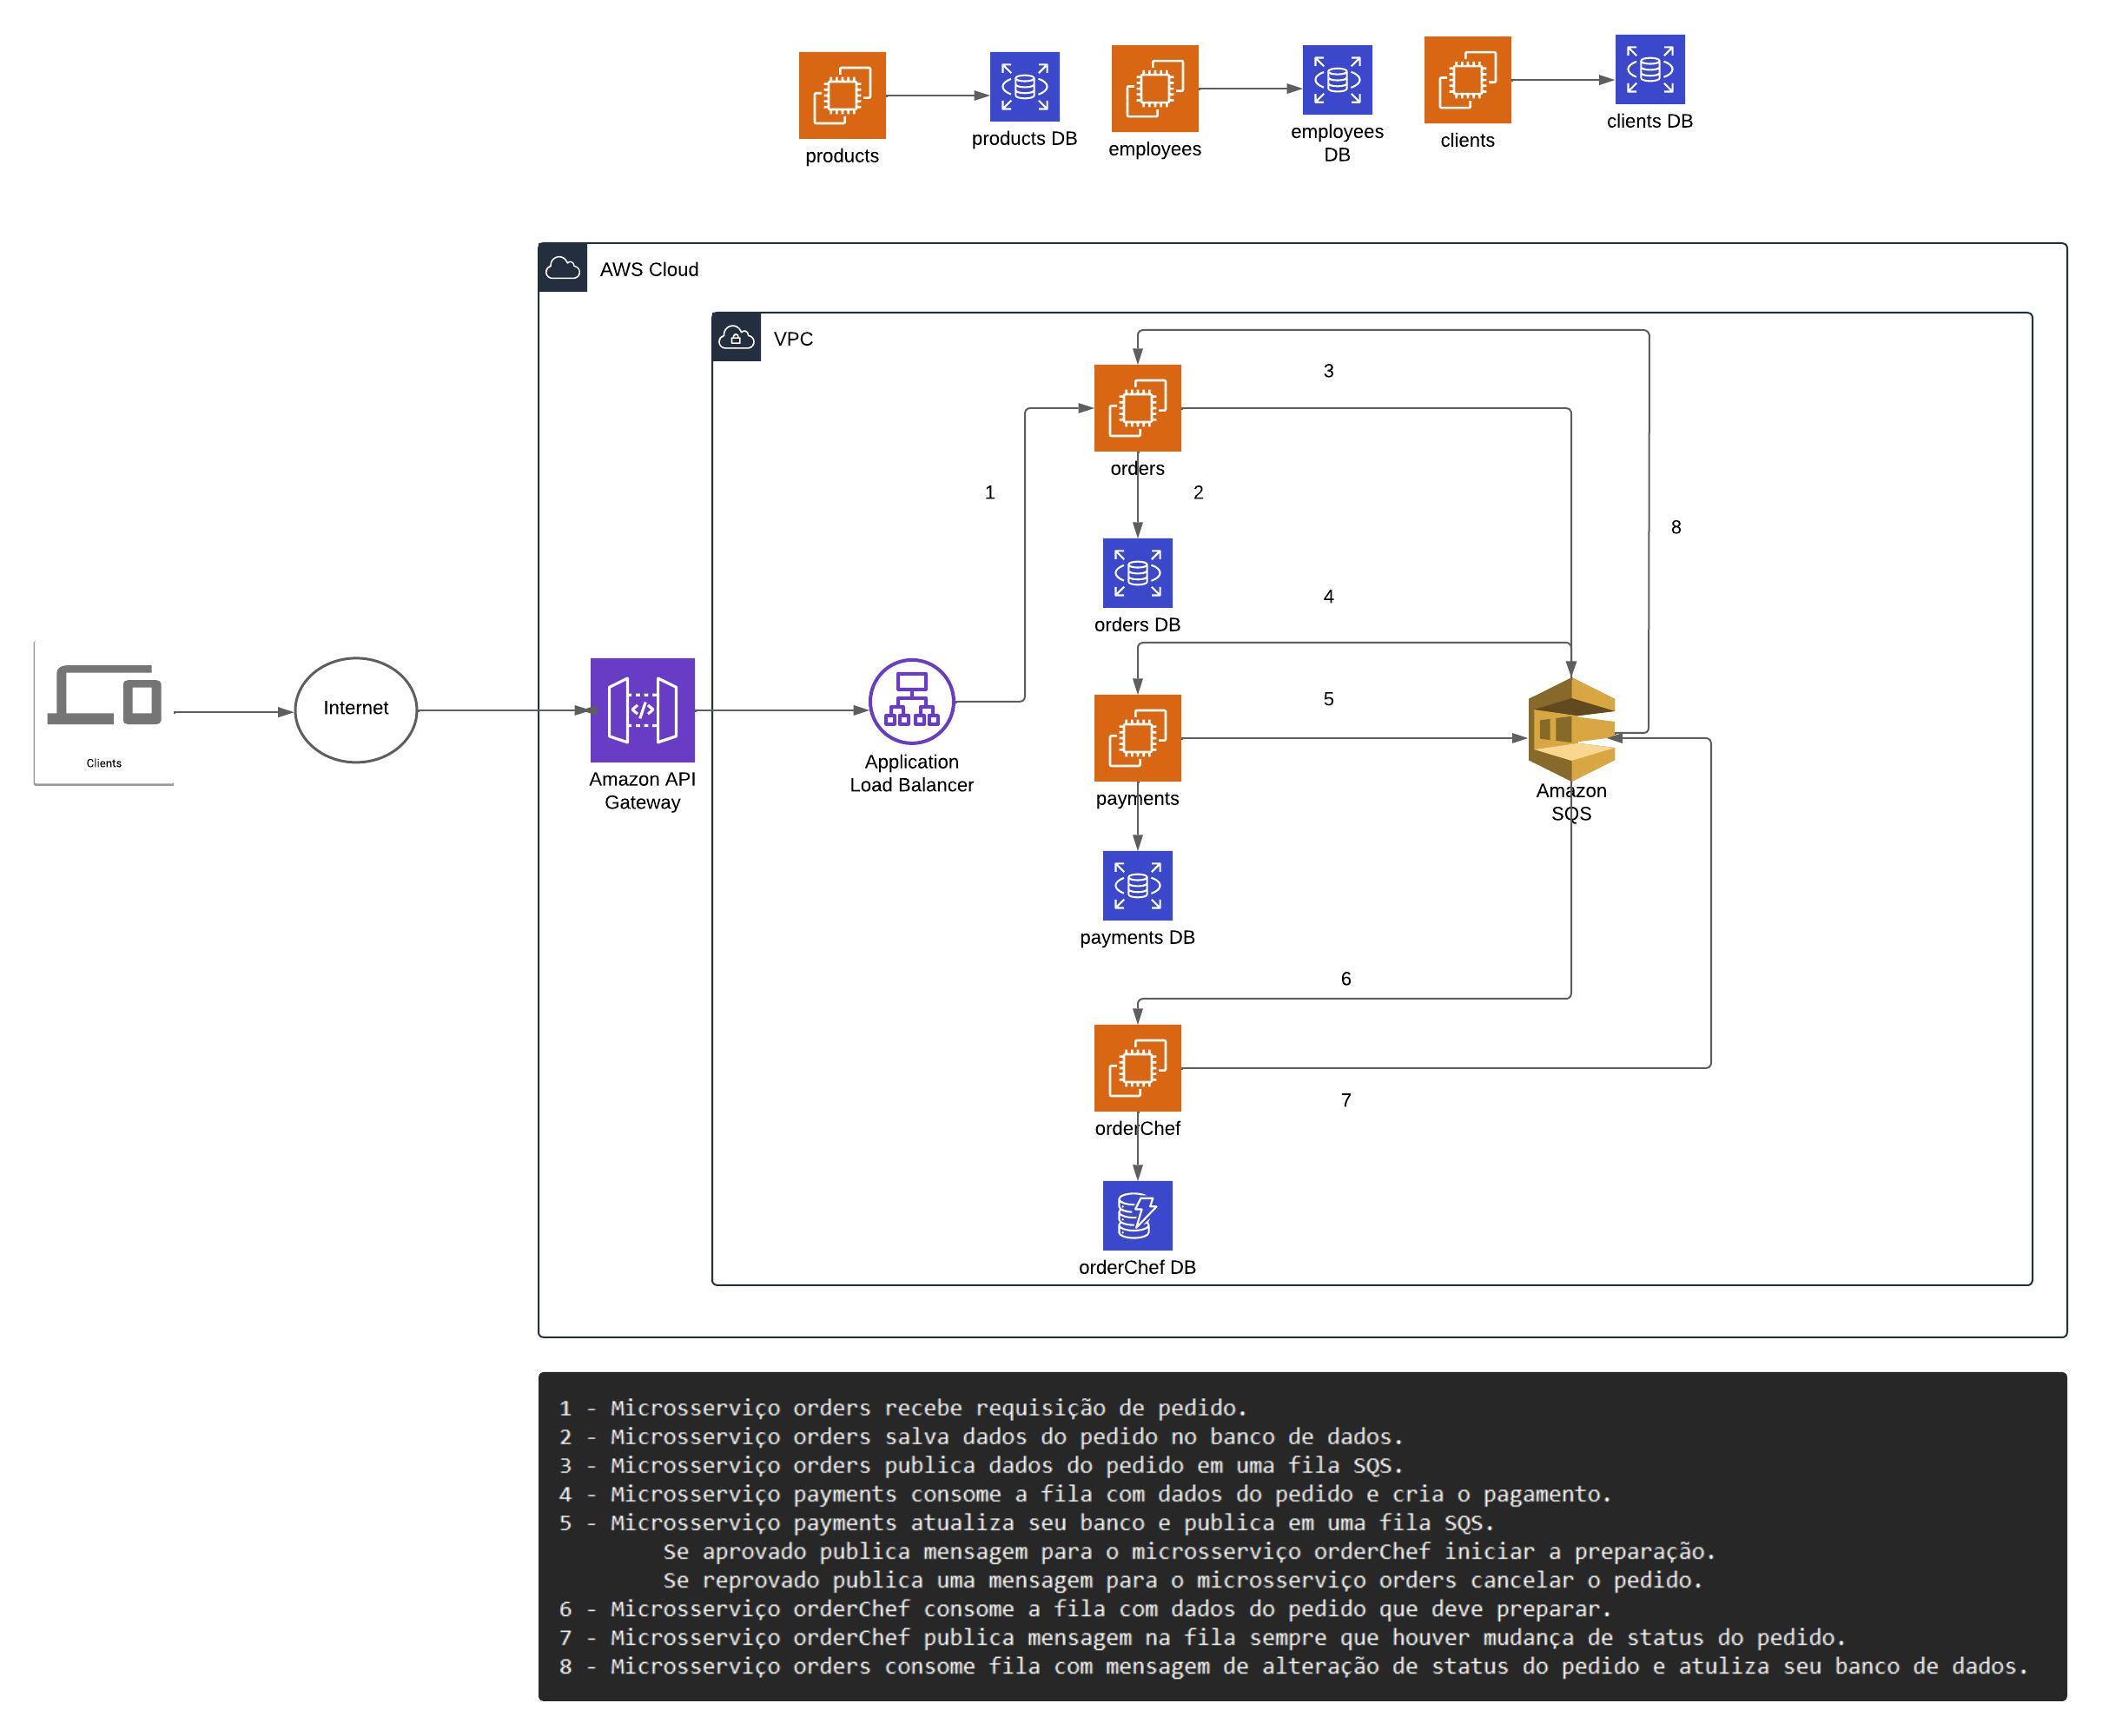 products
products DB
employees
employees
DB
clients
clients DB
AWS Cloud
VPC
3
orders
1
2
8
orders DB
4
5
Clients
Internet
Amazon API
Gateway
Application
Load Balancer
payments
Amazon
SQS
payments DB
6
7
orderChef
orderChef DB
1 - Microsserviço orders recebe requisição de pedido.
2 - Microsserviço orders salva dados do pedido no banco de dados.
3 - Microsserviço orders publica dados do pedido em uma fila SQS.
4 - Microsserviço payments consome a fila com dados do pedido e cria o pagamento.
5 - Microsserviço payments atualiza seu banco e publica em uma fila SQS.
Se aprovado publica mensagem para o microsserviço orderChef iniciar a preparação.
Se reprovado publica uma mensagem para o microsserviço orders cancelar o pedido.
6 - Microsserviço orderChef consome a fila com dados do pedido que deve preparar.
7 - Microsserviço orderChef publica mensagem na fila sempre que houver mudança de status do pedido.
8 - Microsserviço orders consome fila com mensagem de alteração de status do pedido e atuliza seu banco de dados.